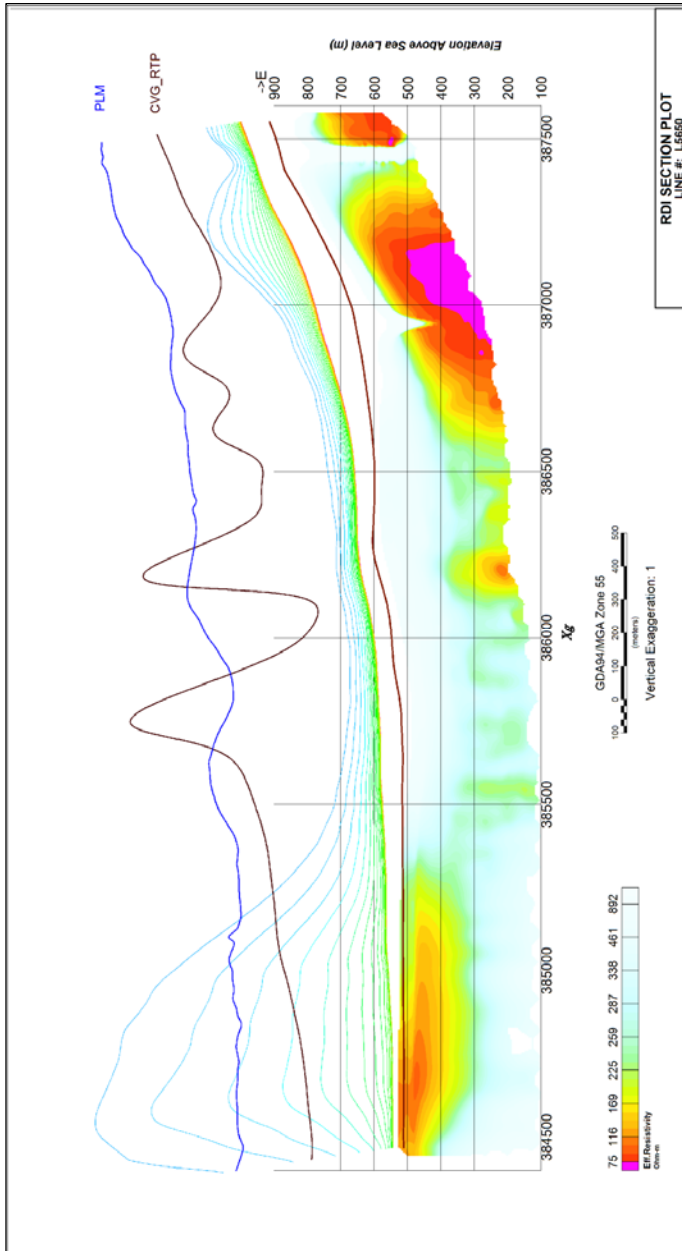 PLM
CVG_RTP
->E
Elevation Above Sea Level (m)
900
800
700
600
500
400
300
200
100
384500
385000
385500
386000
386500
387000
387500
Xg
GDA94/MGA Zone 55
100 0 100 200 300 400 500
(meters)
Vertical Exaggeration: 1
75 116 169 225 259 287 338 461 892
Eff.Resistivity
Ohm-m
RDI SECTION PLOT
LINE #: L5650